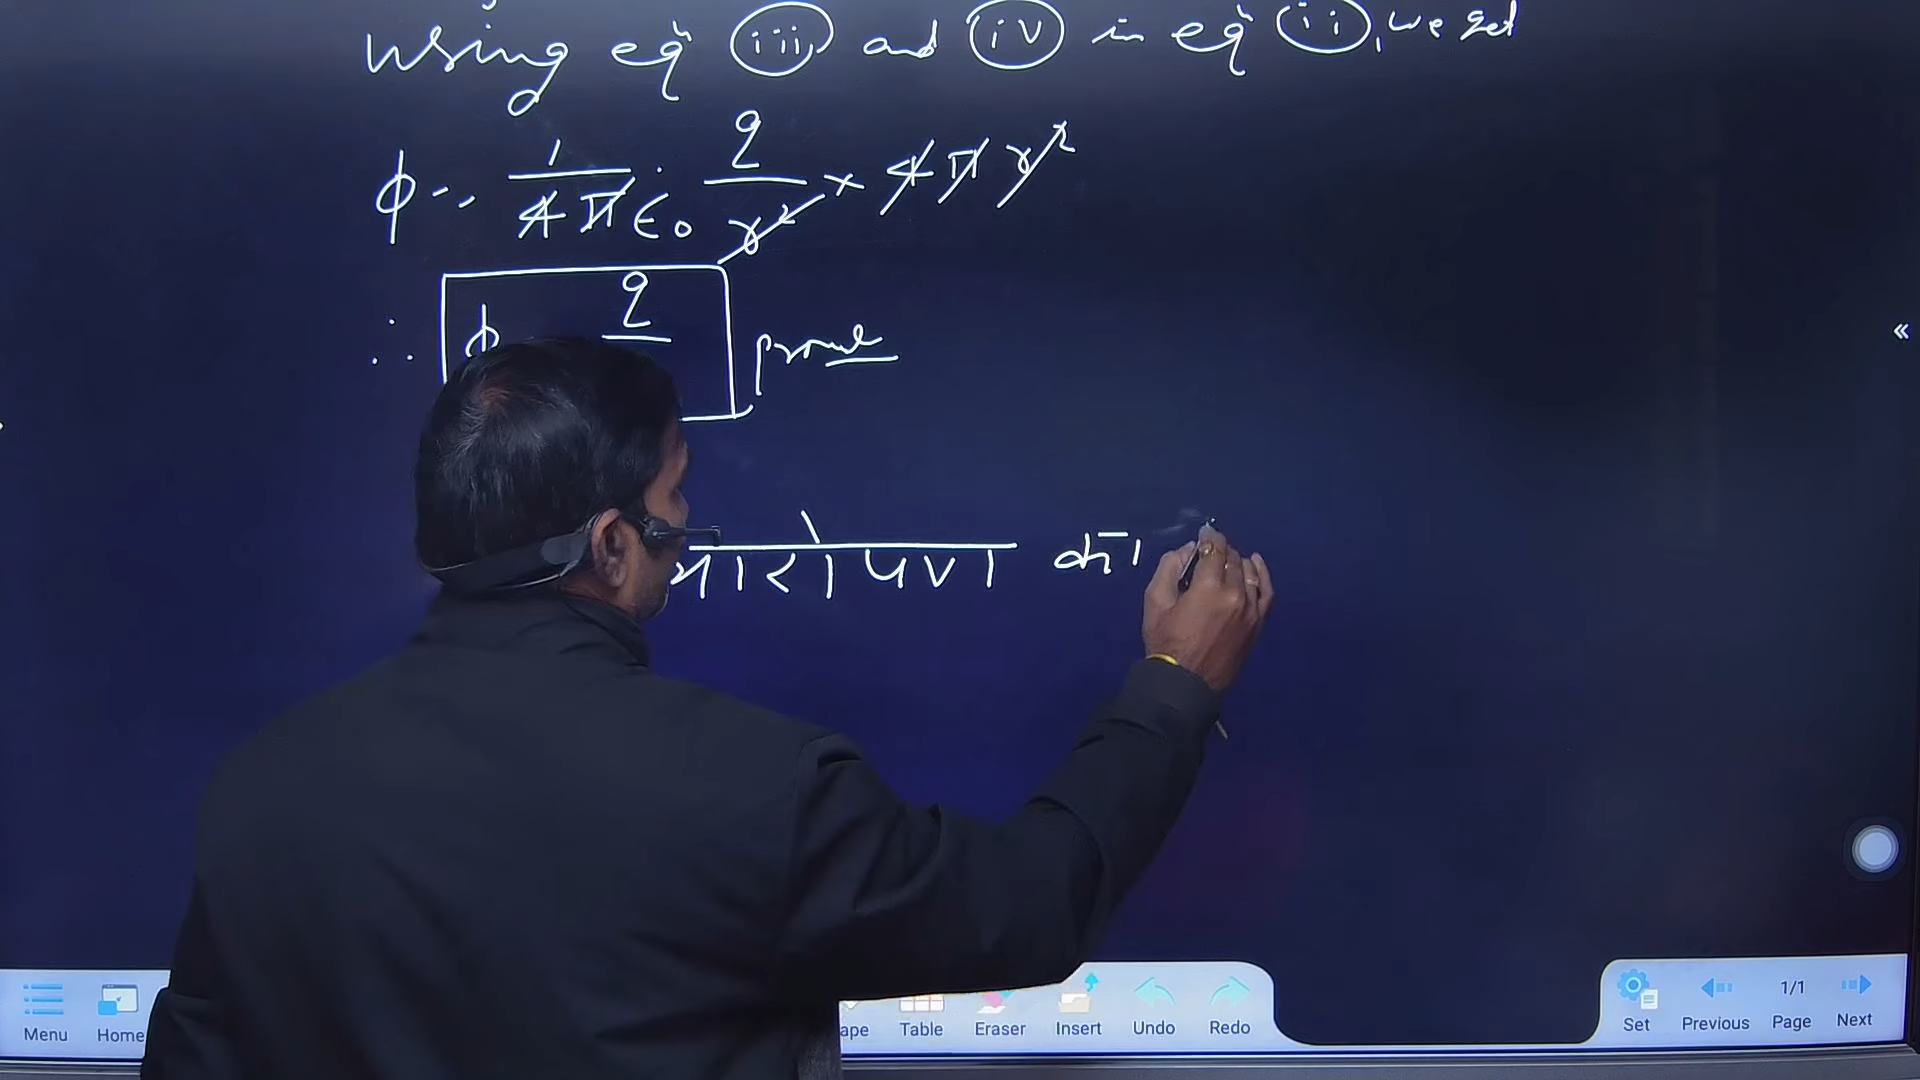 using eqⁿ (iii) and (iv) in eqⁿ (ii), we get
ϕ = 1/4πε₀ · q/r² × 4πr²
∴ ϕ q prove
ारोपण का
Menu Home ape Table Eraser Insert Undo Redo Set Previous 1/1 Page Next